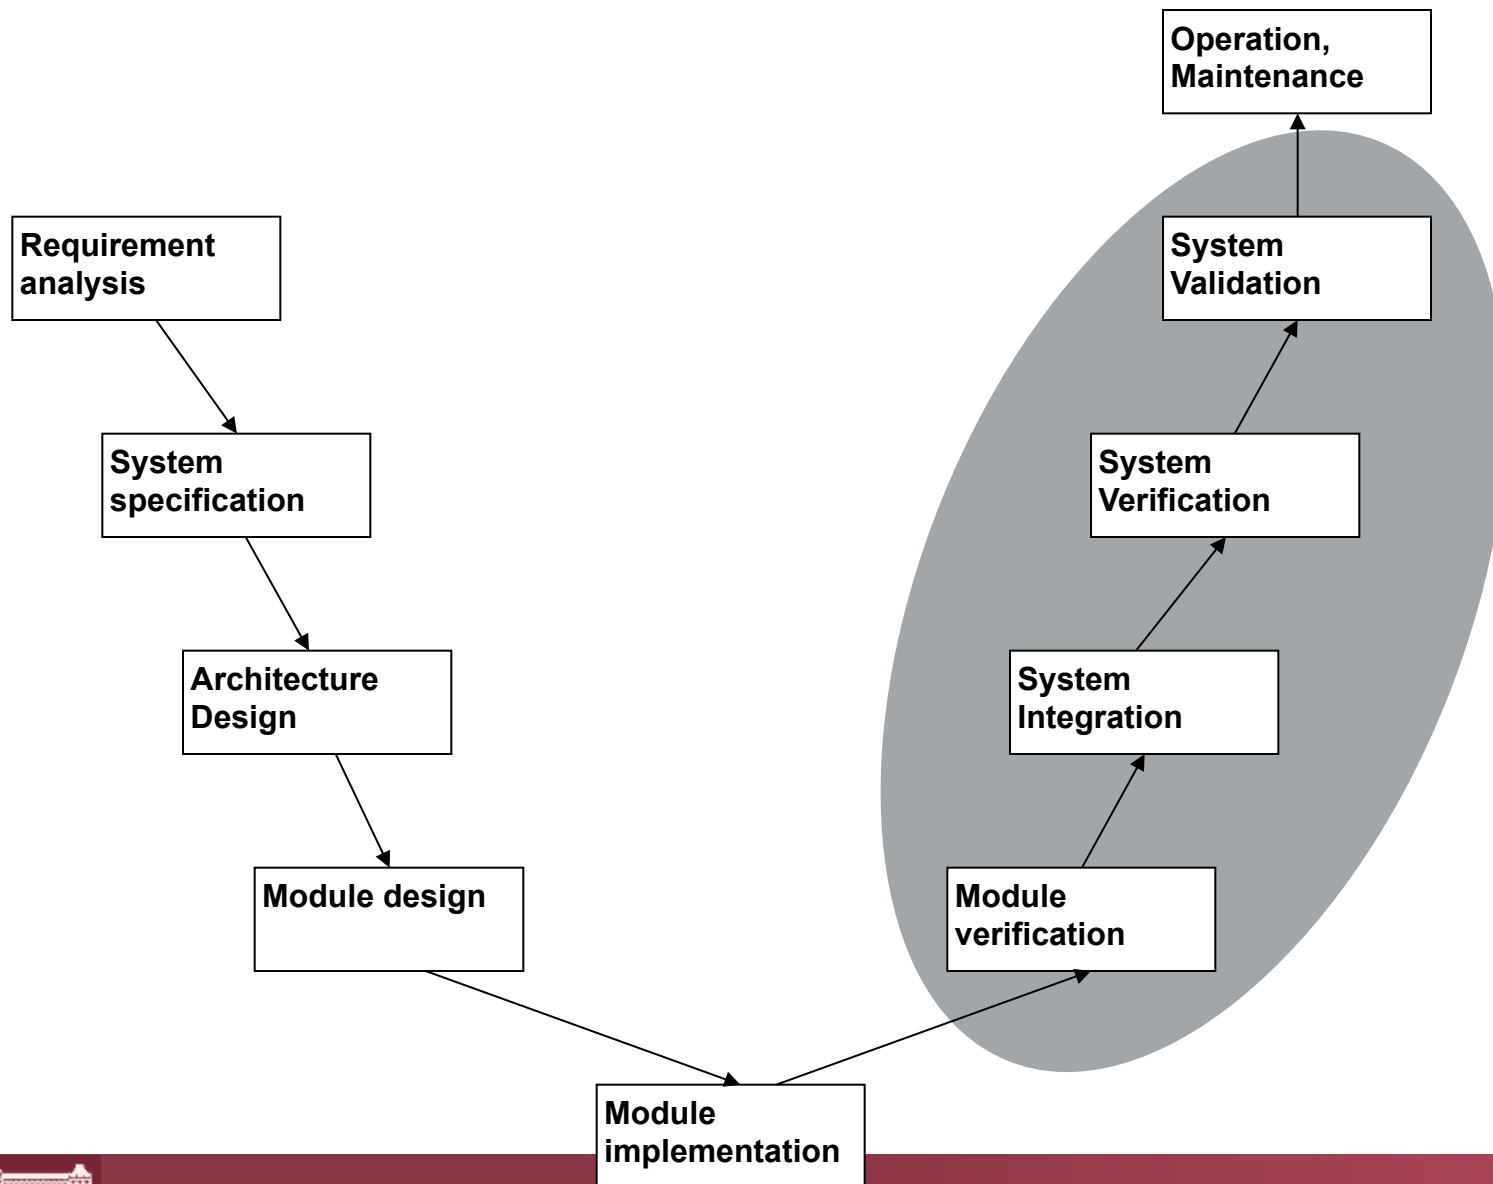 Operation,
Maintenance
Requirement
analysis
System
Validation
System
specification
System
Verification
Architecture
Design
System
Integration
Module design
Module
verification
Module
implementation